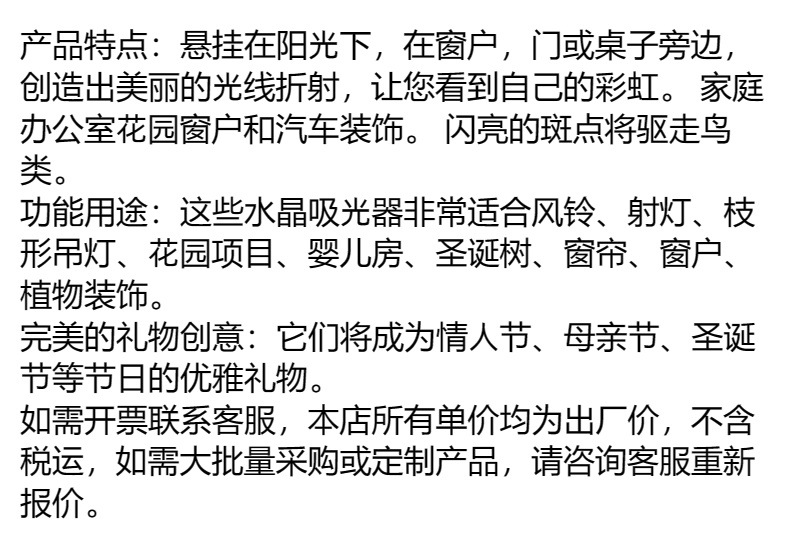 产品特点：悬挂在阳光下，在窗户，门或桌子旁边，
创造出美丽的光线折射，让您看到自己的彩虹。 家庭
办公室花园窗户和汽车装饰。 闪亮的斑点将驱走鸟
类。
功能用途：这些水晶吸光器非常适合风铃、射灯、枝
形吊灯、花园项目、婴儿房、圣诞树、窗帘、窗户、
植物装饰。
完美的礼物创意：它们将成为情人节、母亲节、圣诞
节等节日的优雅礼物。
如需开票联系客服，本店所有单价均为出厂价，不含
税运，如需大批量采购或定制产品，请咨询客服重新
报价。